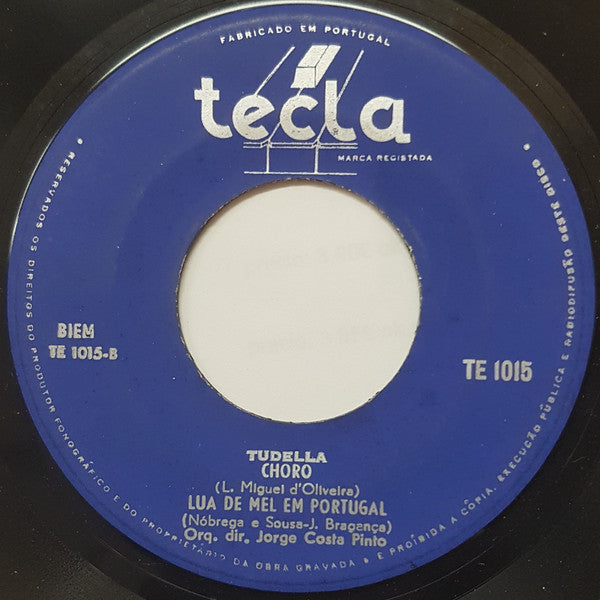 FABRICADO EM PORTUGAL
tecla
MARCA REGISTADA
BIEM
TE 1015-B
TE 1015
TUDELLA
CHORO
(L. Miguel d'Oliveira)
LUA DE MEL EM PORTUGAL
(Nóbrega e Sousa-J. Bragança)
Orq. dir. Jorge Costa Pinto
• RESERVADOS OS DIREITOS DO PRODUTOR FONOGRÁFICO E DO PROPRIETÁRIO DA OBRA GRAVADA • E PROIBIDA A CÓPIA, EXECUÇÃO PÚBLICA E RADIODIFUSÃO DESTE DISCO •